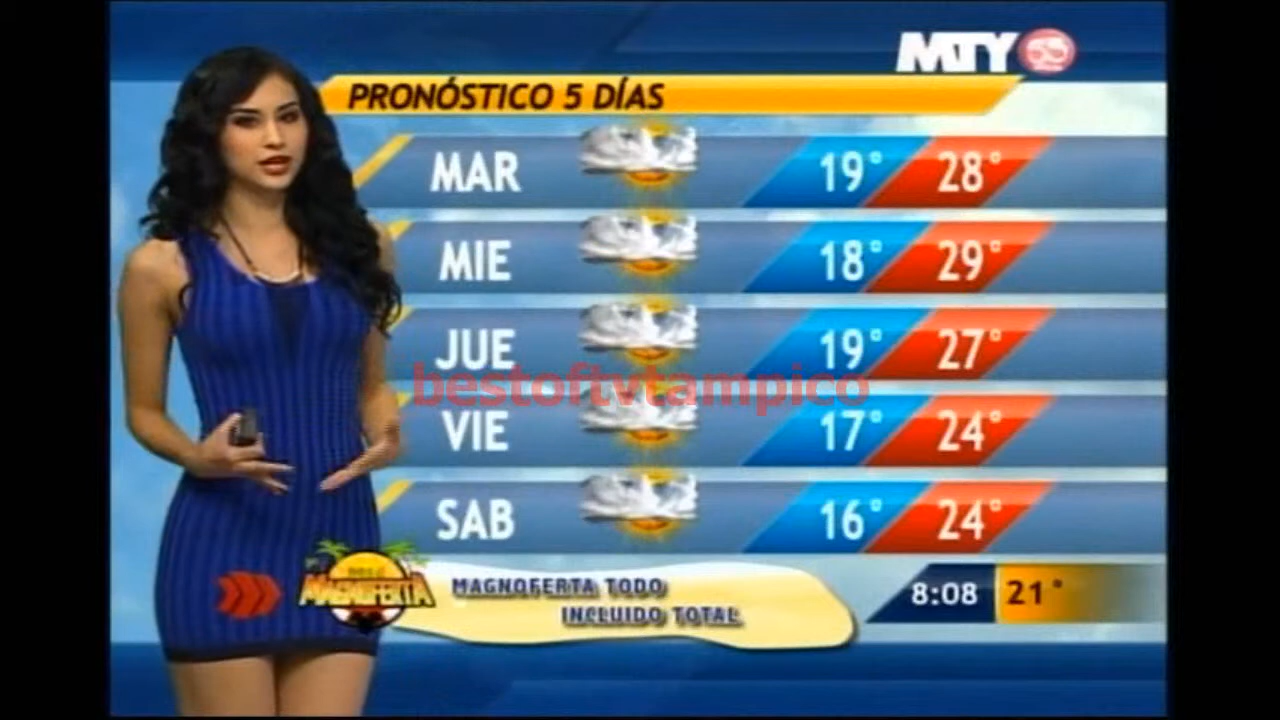 MTY
PRONÓSTICO 5 DÍAS
MAR 19° 28°
MIE 18° 29°
JUE 19° 27°
bestoftvtampico
VIE 17° 24°
SAB 16° 24°
MAGNOFERTA
MAGNOFERTA TODO
INCLUIDO TOTAL
8:08 21°